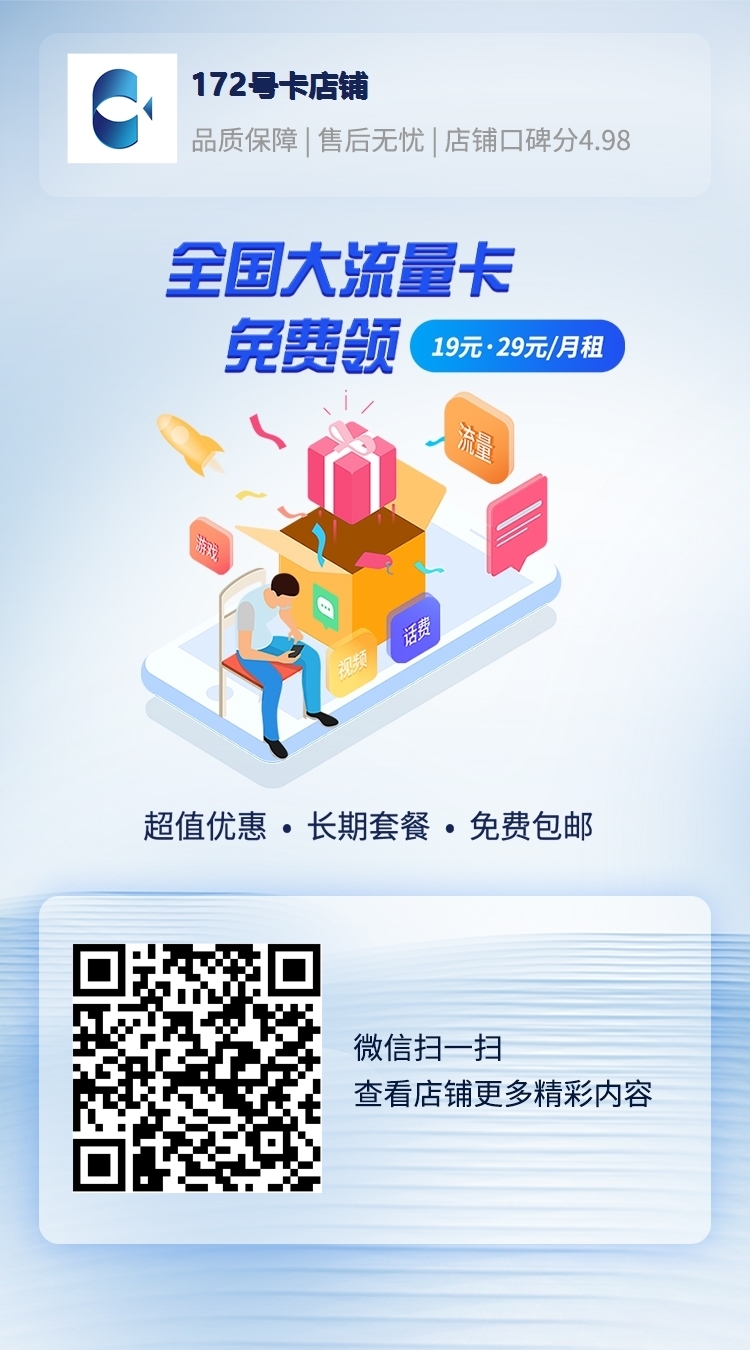 172号卡店铺
品质保障 | 售后无忧 | 店铺口碑分4.98
全国大流量卡
免费领 19元·29元/月租
流量
游戏
话费
视频
超值优惠 • 长期套餐 • 免费包邮
微信扫一扫
查看店铺更多精彩内容